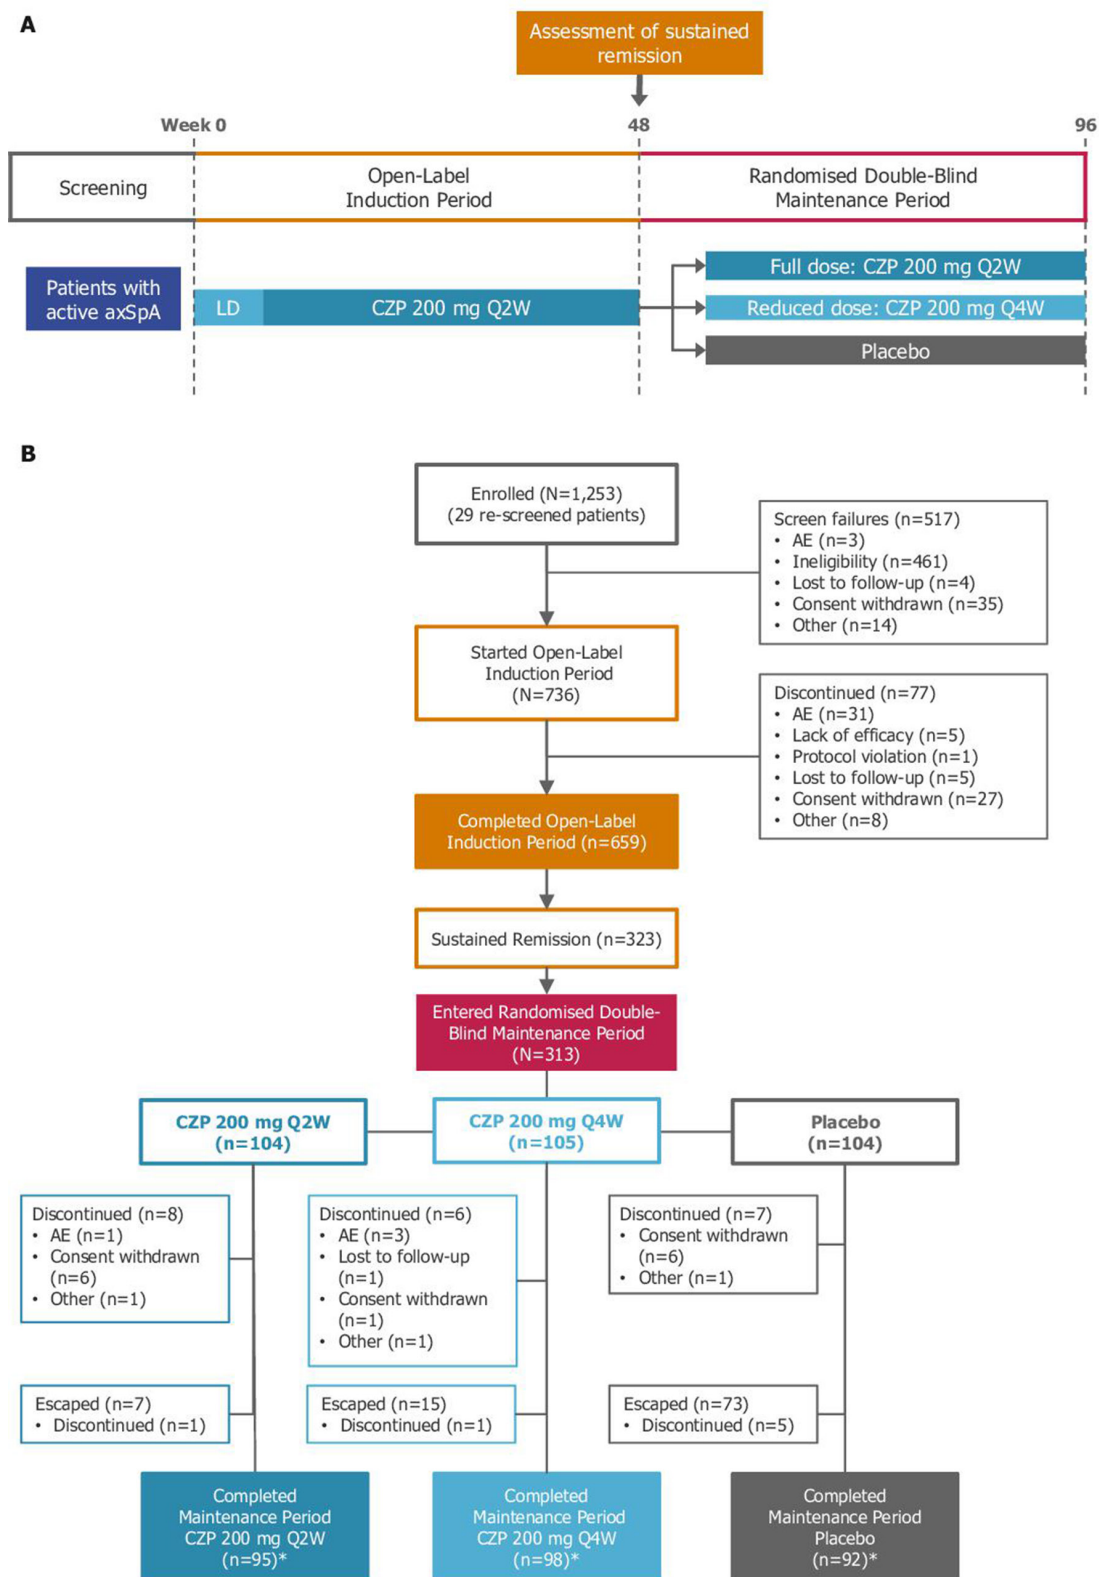 A
Assessment of sustained
remission
Week 0
48
96
Screening
Open-Label
Induction Period
Randomised Double-Blind
Maintenance Period
Patients with
active axSpA
LD
CZP 200 mg Q2W
Full dose: CZP 200 mg Q2W
Reduced dose: CZP 200 mg Q4W
Placebo
B
Enrolled (N=1,253)
(29 re-screened patients)
Screen failures (n=517)
• AE (n=3)
• Ineligibility (n=461)
• Lost to follow-up (n=4)
• Consent withdrawn (n=35)
• Other (n=14)
Started Open-Label
Induction Period
(N=736)
Discontinued (n=77)
• AE (n=31)
• Lack of efficacy (n=5)
• Protocol violation (n=1)
• Lost to follow-up (n=5)
• Consent withdrawn (n=27)
• Other (n=8)
Completed Open-Label
Induction Period (n=659)
Sustained Remission (n=323)
Entered Randomised Double-
Blind Maintenance Period
(N=313)
CZP 200 mg Q2W
(n=104)
CZP 200 mg Q4W
(n=105)
Placebo
(n=104)
Discontinued (n=8)
• AE (n=1)
• Consent withdrawn
(n=6)
• Other (n=1)
Discontinued (n=6)
• AE (n=3)
• Lost to follow-up
(n=1)
• Consent withdrawn
(n=1)
• Other (n=1)
Discontinued (n=7)
• Consent withdrawn
(n=6)
• Other (n=1)
Escaped (n=7)
• Discontinued (n=1)
Escaped (n=15)
• Discontinued (n=1)
Escaped (n=73)
• Discontinued (n=5)
Completed
Maintenance Period
CZP 200 mg Q2W
(n=95)*
Completed
Maintenance Period
CZP 200 mg Q4W
(n=98)*
Completed
Maintenance Period
Placebo
(n=92)*